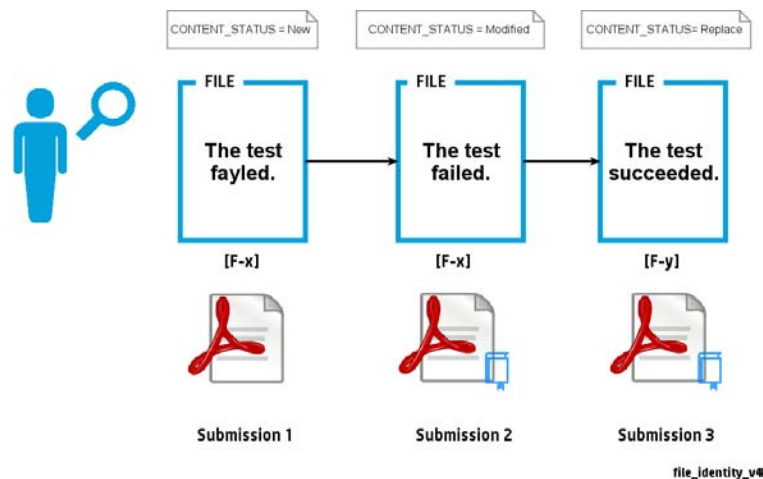 CONTENT_STATUS = New
CONTENT_STATUS = Modified
CONTENT_STATUS= Replace
FILE
FILE
FILE
The test
fayled.
The test
failed.
The test
succeeded.
[F-x]
[F-x]
[F-y]
Submission 1
Submission 2
Submission 3
file_identity_v4